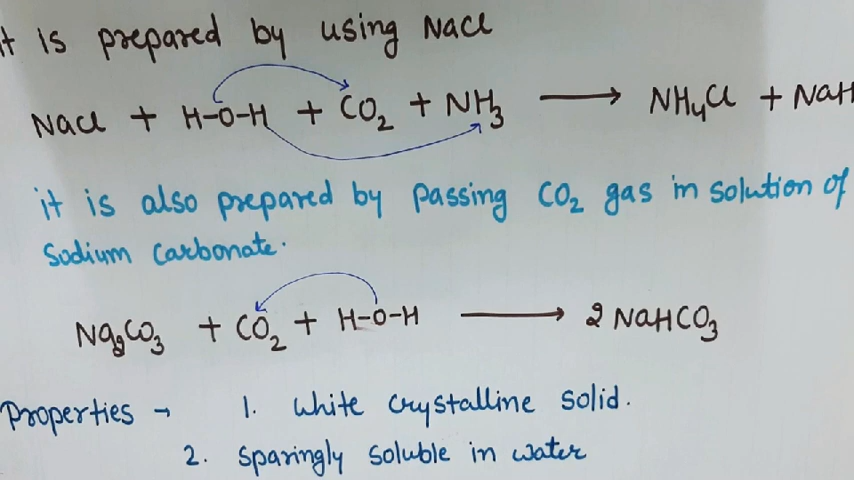 it is prepared by using NaCl
NaCl + H-O-H + CO₂ + NH₃ ⟶ NH₄Cl + NaH
it is also prepared by passing CO₂ gas in solution of
Sodium carbonate.
Na₂CO₃ + CO₂ + H-O-H ⟶ 2 NaHCO₃
Properties → 1. White crystalline solid.
2. Sparingly soluble in water